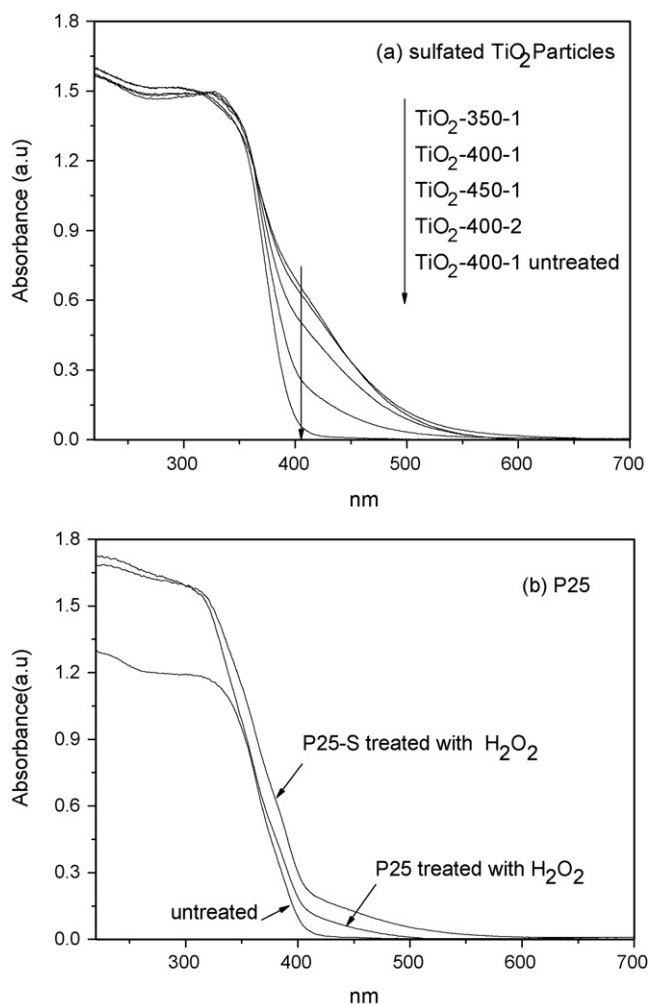 1.8
(a) sulfated TiO2 Particles
1.5
TiO2-350-1
1.2
TiO2-400-1
TiO2-450-1
0.9
TiO2-400-2
TiO2-400-1 untreated
0.6
0.3
0.0
Absorbance (a.u)
300 400 500 600 700
nm
1.8
(b) P25
1.5
1.2
0.9
P25-S treated with H2O2
0.6
P25 treated with H2O2
0.3
untreated
0.0
Absorbance(a.u)
300 400 500 600 700
nm